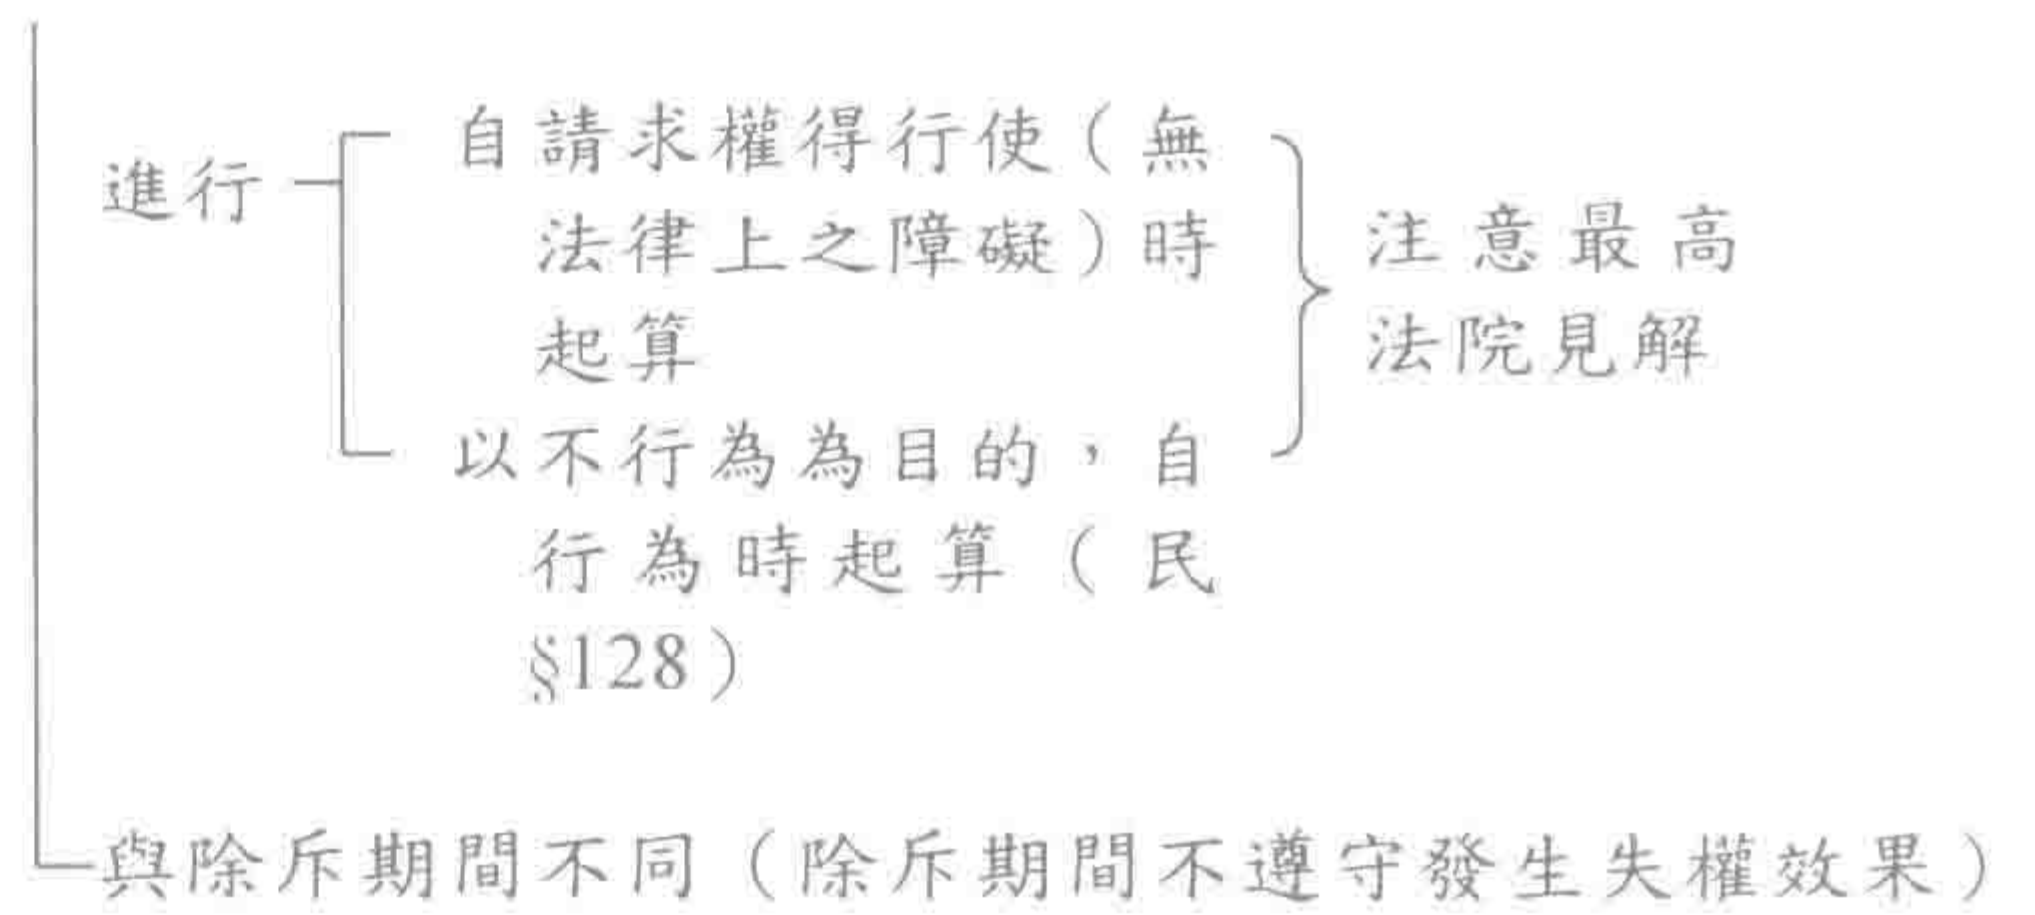 進行
自請求權得行使（無
法律上之障礙）時
起算
以不行為為目的，自
行為時起算（民
§128）
注意最高
法院見解
與除斥期間不同（除斥期間不遵守發生失權效果）